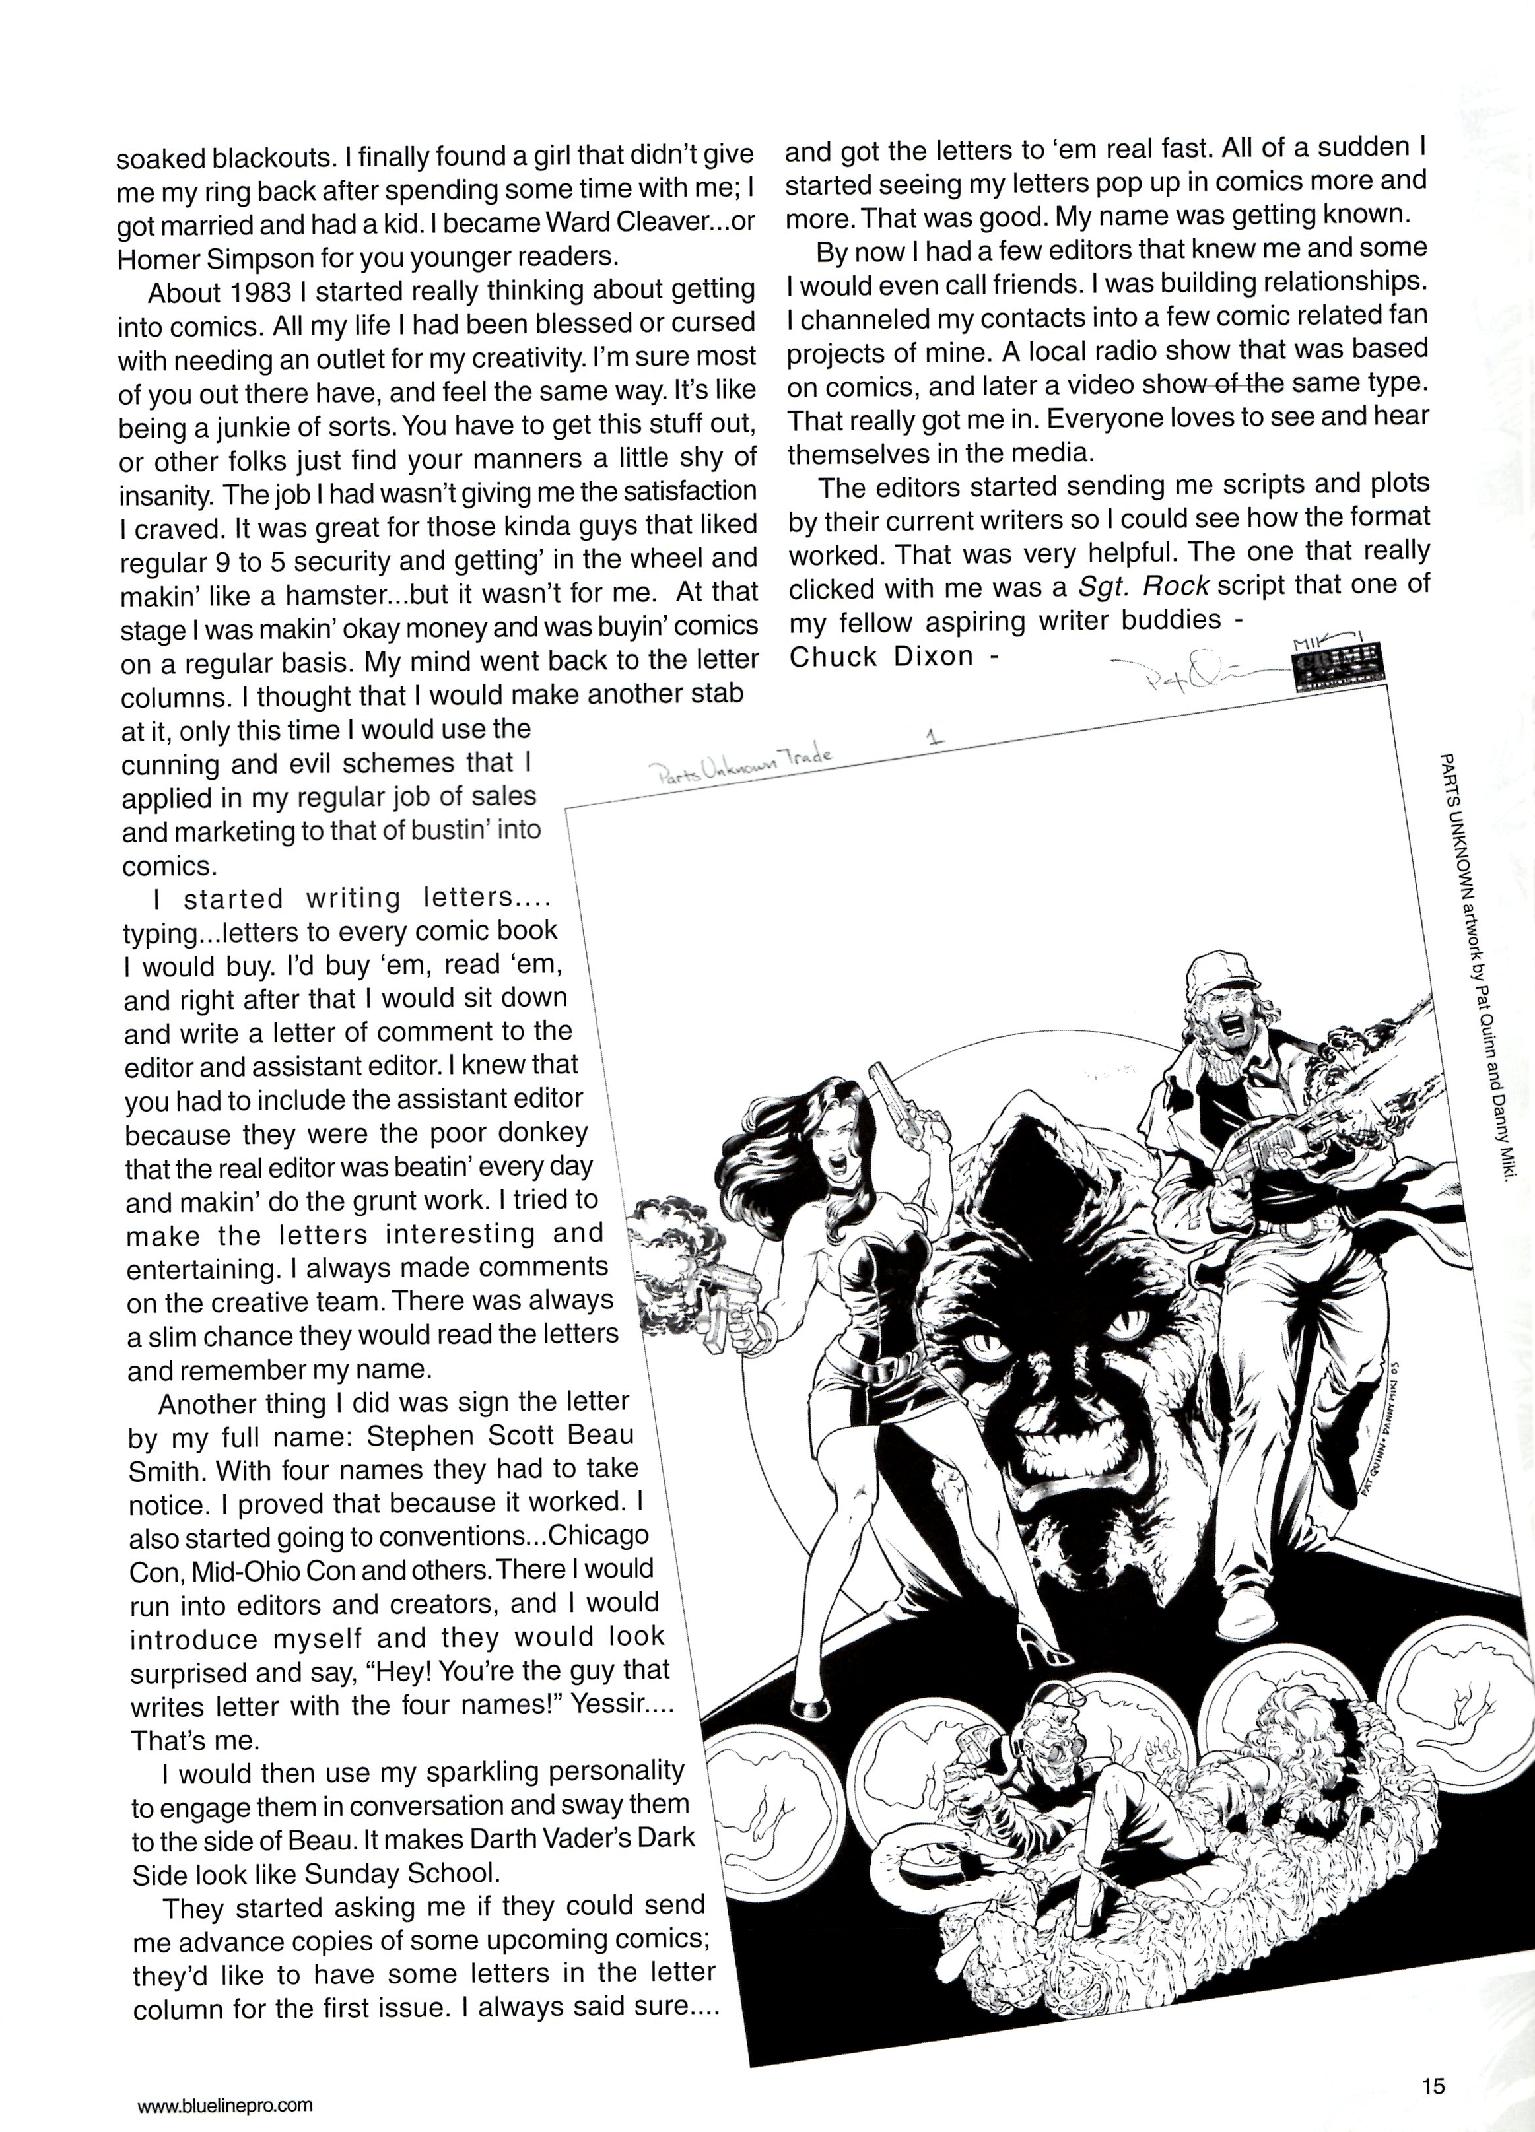 soaked blackouts. I finally found a girl that didn't give
me my ring back after spending some time with me; I
got married and had a kid. I became Ward Cleaver...or
Homer Simpson for you younger readers.
About 1983 I started really thinking about getting
into comics. All my life I had been blessed or cursed
with needing an outlet for my creativity. I'm sure most
of you out there have, and feel the same way. It's like
being a junkie of sorts. You have to get this stuff out,
or other folks just find your manners a little shy of
insanity. The job I had wasn't giving me the satisfaction
I craved. It was great for those kinda guys that liked
regular 9 to 5 security and getting' in the wheel and
makin' like a hamster...but it wasn't for me. At that
stage I was makin' okay money and was buyin' comics
on a regular basis. My mind went back to the letter
columns. I thought that I would make another stab
at it, only this time I would use the
cunning and evil schemes that I
applied in my regular job of sales
and marketing to that of bustin' into
comics.
I started writing letters....
typing...letters to every comic book
I would buy. I'd buy 'em, read 'em,
and right after that I would sit down
and write a letter of comment to the
editor and assistant editor. I knew that
you had to include the assistant editor
because they were the poor donkey
that the real editor was beatin' every day
and makin' do the grunt work. I tried to
make the letters interesting and
entertaining. I always made comments
on the creative team. There was always
a slim chance they would read the letters
and remember my name.
Another thing I did was sign the letter
by my full name: Stephen Scott Beau
Smith. With four names they had to take
notice. I proved that because it worked. I
also started going to conventions...Chicago
Con, Mid-Ohio Con and others. There I would
run into editors and creators, and I would
introduce myself and they would look
surprised and say, “Hey! You're the guy that
writes letter with the four names!” Yessir....
That's me.
I would then use my sparkling personality
to engage them in conversation and sway them
to the side of Beau. It makes Darth Vader's Dark
Side look like Sunday School.
They started asking me if they could send
me advance copies of some upcoming comics;
they'd like to have some letters in the letter
column for the first issue. I always said sure....
and got the letters to ‘em real fast. All of a sudden I
started seeing my letters pop up in comics more and
more. That was good. My name was getting known.
By now I had a few editors that knew me and some
I would even call friends. I was building relationships.
I channeled my contacts into a few comic related fan
projects of mine. A local radio show that was based
on comics, and later a video show of the same type.
That really got me in. Everyone loves to see and hear
themselves in the media.
The editors started sending me scripts and plots
by their current writers so I could see how the format
worked. That was very helpful. The one that really
clicked with me was a Sgt. Rock script that one of
my fellow aspiring writer buddies -
Chuck Dixon -
MIKI
CRIME
Parts Unknown Trade 1
PARTS UNKNOWN artwork by Pat Quinn and Danny Miki.
PAT QUINN + DANNY MIKI 03
www.bluelinepro.com
15